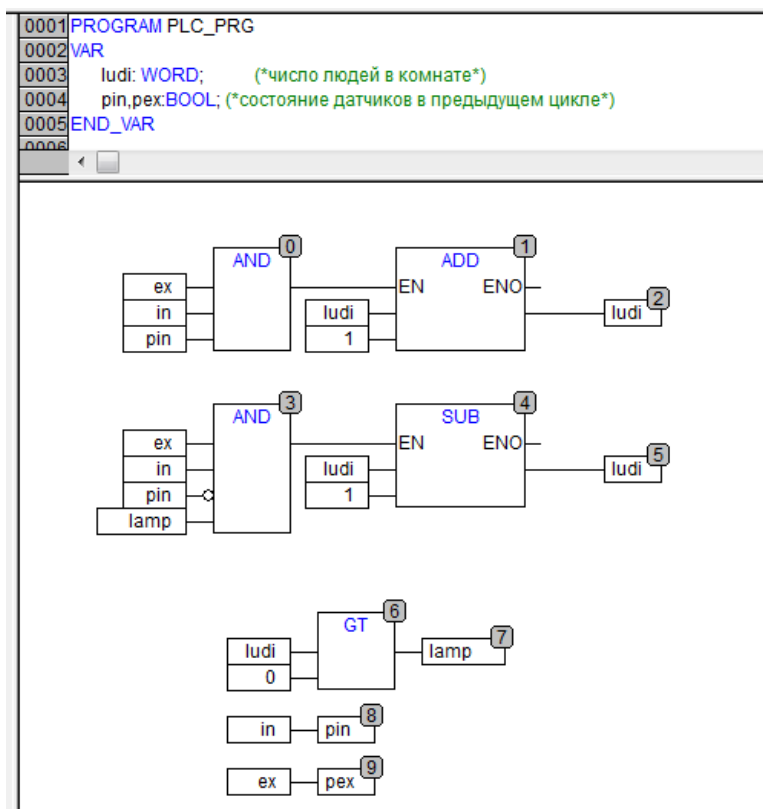 0001 PROGRAM PLC_PRG
0002 VAR
0003 ludi: WORD; (*число людей в комнате*)
0004 pin,pex:BOOL; (*состояние датчиков в предыдущем цикле*)
0005 END_VAR
0006
AND 0
ex
in
pin
ADD 1
EN ENO
ludi
1
ludi 2
AND 3
ex
in
pin
lamp
SUB 4
EN ENO
ludi
1
ludi 5
GT 6
ludi
0
lamp 7
in pin 8
ex pex 9